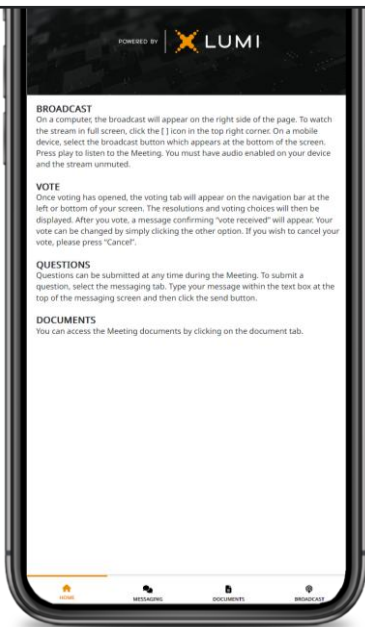 POWERED BY LUMI
BROADCAST
On a computer, the broadcast will appear on the right side of the page. To watch
the stream in full screen, click the [ ] icon in the top right corner. On a mobile
device, select the broadcast button which appears at the bottom of the screen.
Press play to listen to the Meeting. You must have audio enabled on your device
and the stream unmuted.
VOTE
Once voting has opened, the voting tab will appear on the navigation bar at the
left or bottom of your screen. The resolutions and voting choices will then be
displayed. After you vote, a message confirming “vote received” will appear. Your
vote can be changed by simply clicking the other option. If you wish to cancel your
vote, please press “Cancel”.
QUESTIONS
Questions can be submitted at any time during the Meeting. To submit a
question, select the messaging tab. Type your message within the text box at the
top of the messaging screen and then click the send button.
DOCUMENTS
You can access the Meeting documents by clicking on the document tab.
HOME MESSAGING DOCUMENTS BROADCAST